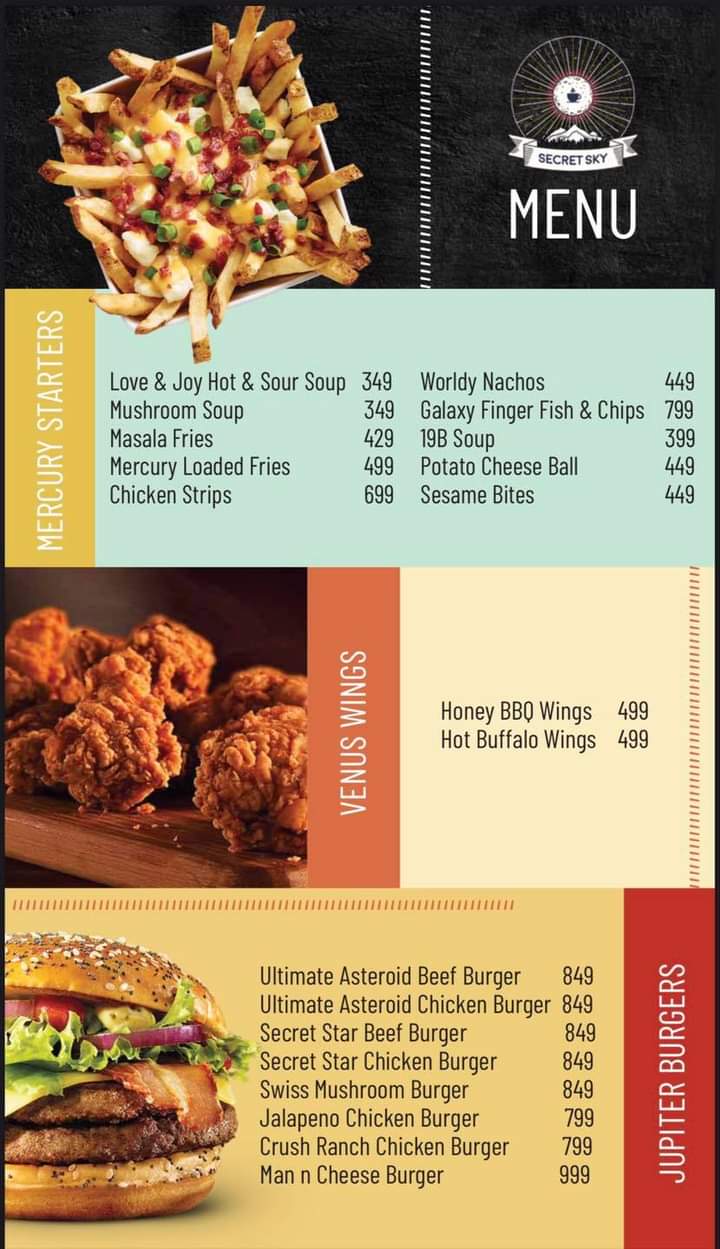 SECRET SKY
MENU
MERCURY STARTERS
Love & Joy Hot & Sour Soup 349
Mushroom Soup 349
Masala Fries 429
Mercury Loaded Fries 499
Chicken Strips 699
Worldy Nachos 449
Galaxy Finger Fish & Chips 799
19B Soup 399
Potato Cheese Ball 449
Sesame Bites 449
VENUS WINGS
Honey BBQ Wings 499
Hot Buffalo Wings 499
JUPITER BURGERS
Ultimate Asteroid Beef Burger 849
Ultimate Asteroid Chicken Burger 849
Secret Star Beef Burger 849
Secret Star Chicken Burger 849
Swiss Mushroom Burger 849
Jalapeno Chicken Burger 799
Crush Ranch Chicken Burger 799
Man n Cheese Burger 999